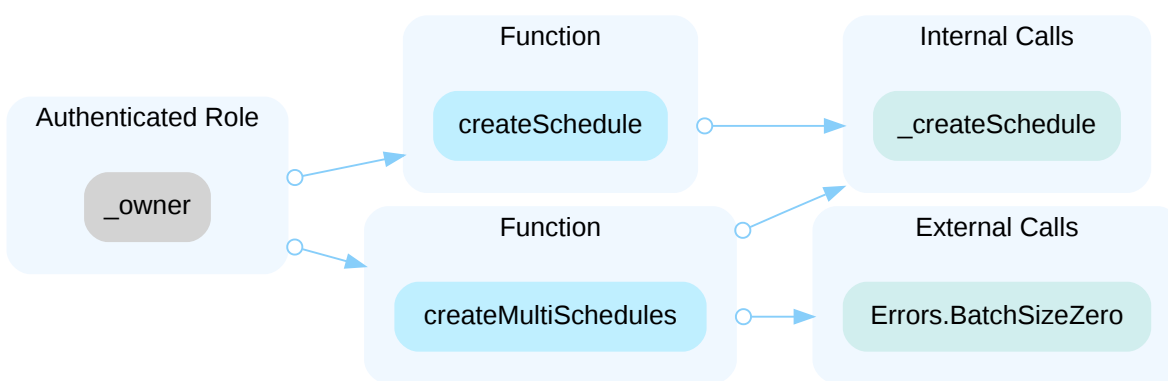 Authenticated Role
_owner
Function
createSchedule
Function
createMultiSchedules
Internal Calls
_createSchedule
External Calls
Errors.BatchSizeZero